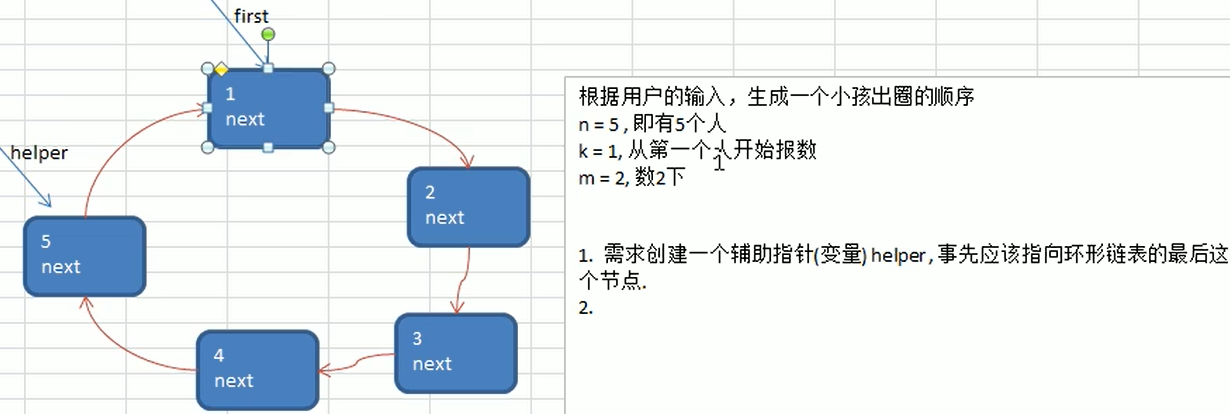 first
1
next
helper
2
next
5
next
3
next
4
next
根据用户的输入，生成一个小孩出圈的顺序
n = 5 , 即有5个人
k = 1, 从第一个人开始报数
m = 2, 数2下
1. 需求创建一个辅助指针(变量) helper , 事先应该指向环形链表的最后这
个节点.
2.